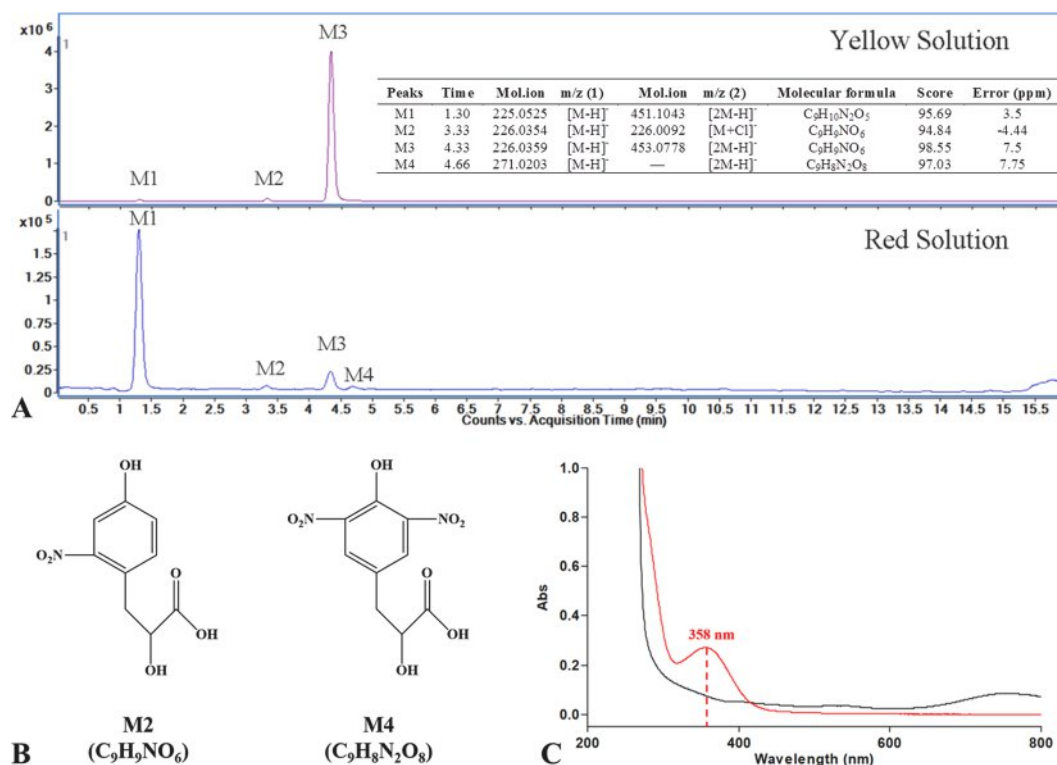 x10⁶
1
M3
Yellow Solution
4
3
2
1
0
M1
M2
Peaks Time Mol.ion m/z (1) Mol.ion m/z (2) Molecular formula Score Error (ppm)
M1 1.30 225.0525 [M-H]⁻ 451.1043 [2M-H]⁻ C₉H₁₀N₂O₅ 95.69 3.5
M2 3.33 226.0354 [M-H]⁻ 226.0092 [M+Cl]⁻ C₉H₉NO₆ 94.84 -4.44
M3 4.33 226.0359 [M-H]⁻ 453.0778 [2M-H]⁻ C₉H₉NO₆ 98.55 7.5
M4 4.66 271.0203 [M-H]⁻ — [2M-H]⁻ C₉H₈N₂O₈ 97.03 7.75
x10⁵
1
M1
Red Solution
1.5
1.25
1
0.75
0.5
0.25
0
M2
M3
M4
0.5 1 1.5 2 2.5 3 3.5 4 4.5 5 5.5 6 6.5 7 7.5 8 8.5 9 9.5 10 10.5 11 11.5 12 12.5 13 13.5 14 14.5 15 15.5
Counts vs. Acquisition Time (min)
A
OH
O₂N
O
OH
OH
M2
(C₉H₉NO₆)
OH
O₂N
NO₂
O
OH
OH
M4
(C₉H₈N₂O₈)
B
1.0
0.8
0.6
0.4
0.2
0.0
Abs
358 nm
200 400 600 800
Wavelength (nm)
C